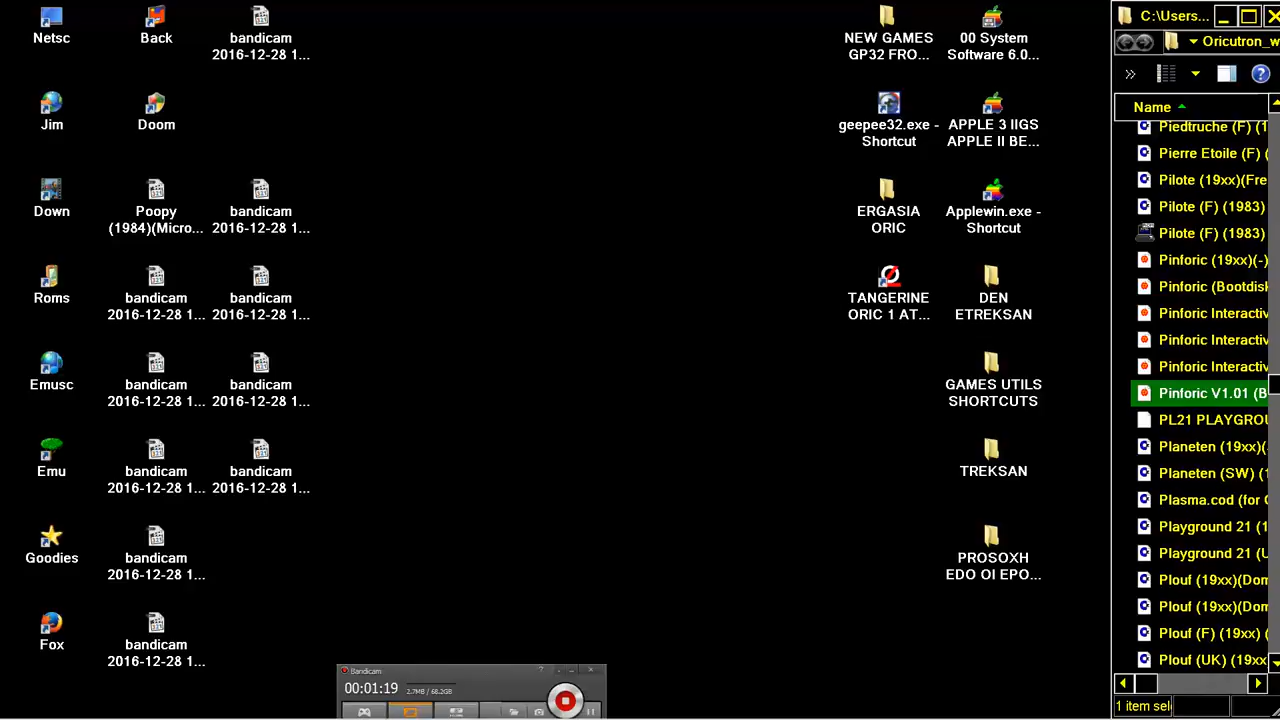 Netsc
Back
bandicam
2016-12-28 1...
NEW GAMES
GP32 FRO...
00 System
Software 6.0...
Jim
Doom
geepee32.exe -
Shortcut
APPLE 3 IIGS
APPLE II BE...
Down
Poopy
(1984)(Micro...
bandicam
2016-12-28 1...
ERGASIA
ORIC
Applewin.exe -
Shortcut
Roms
bandicam
2016-12-28 1...
bandicam
2016-12-28 1...
TANGERINE
ORIC 1 AT...
DEN
ETREKSAN
Emusc
bandicam
2016-12-28 1...
bandicam
2016-12-28 1...
GAMES UTILS
SHORTCUTS
Emu
bandicam
2016-12-28 1...
bandicam
2016-12-28 1...
TREKSAN
Goodies
bandicam
2016-12-28 1...
PROSOXH
EDO OI EPO...
Fox
bandicam
2016-12-28 1...
Bandicam
00:01:19
2.7MB / 68.2GB
C:\Users...
Oricutron_w
Name
Piedtruche (F) (1
Pierre Etoile (F) (
Pilote (19xx)(Fre
Pilote (F) (1983)
Pilote (F) (1983)
Pinforic (19xx)(-)
Pinforic (Bootdisk
Pinforic Interactiv
Pinforic Interactiv
Pinforic Interactiv
Pinforic V1.01 (B
PL21 PLAYGROU
Planeten (19xx)(
Planeten (SW) (1
Plasma.cod (for O
Playground 21 (1
Playground 21 (U
Plouf (19xx)(Dom
Plouf (19xx)(Dom
Plouf (F) (19xx) (
Plouf (UK) (19xx
1 item sel